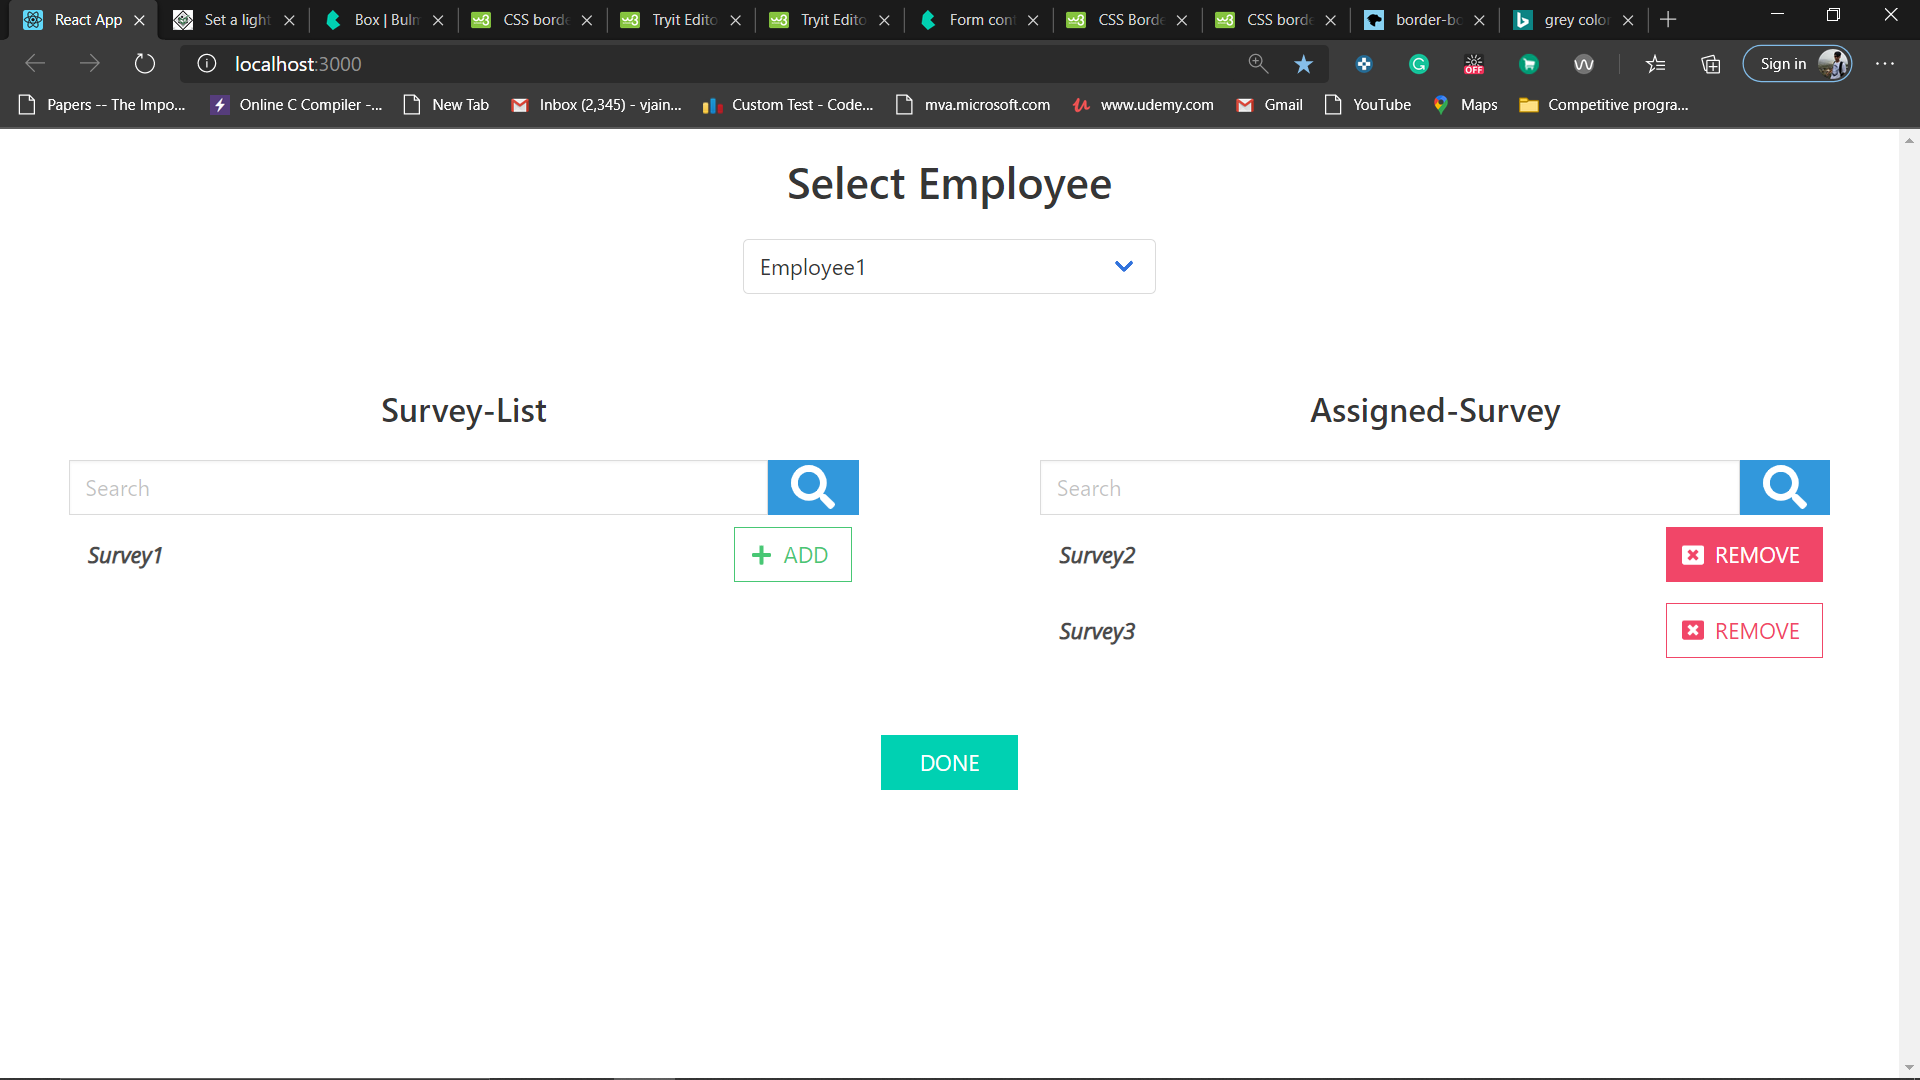 React App
Set a light
Box | Bulm
CSS borde
Tryit Edito
Tryit Edito
Form cont
CSS Borde
CSS borde
border-bo
grey color
localhost:3000
OFF
Sign in
Papers -- The Impo...
Online C Compiler -...
New Tab
Inbox (2,345) - vjain...
Custom Test - Code...
mva.microsoft.com
www.udemy.com
Gmail
YouTube
Maps
Competitive progra...
Select Employee
Employee1
Survey-List
Assigned-Survey
Search
Search
Survey1
ADD
Survey2
REMOVE
Survey3
REMOVE
DONE